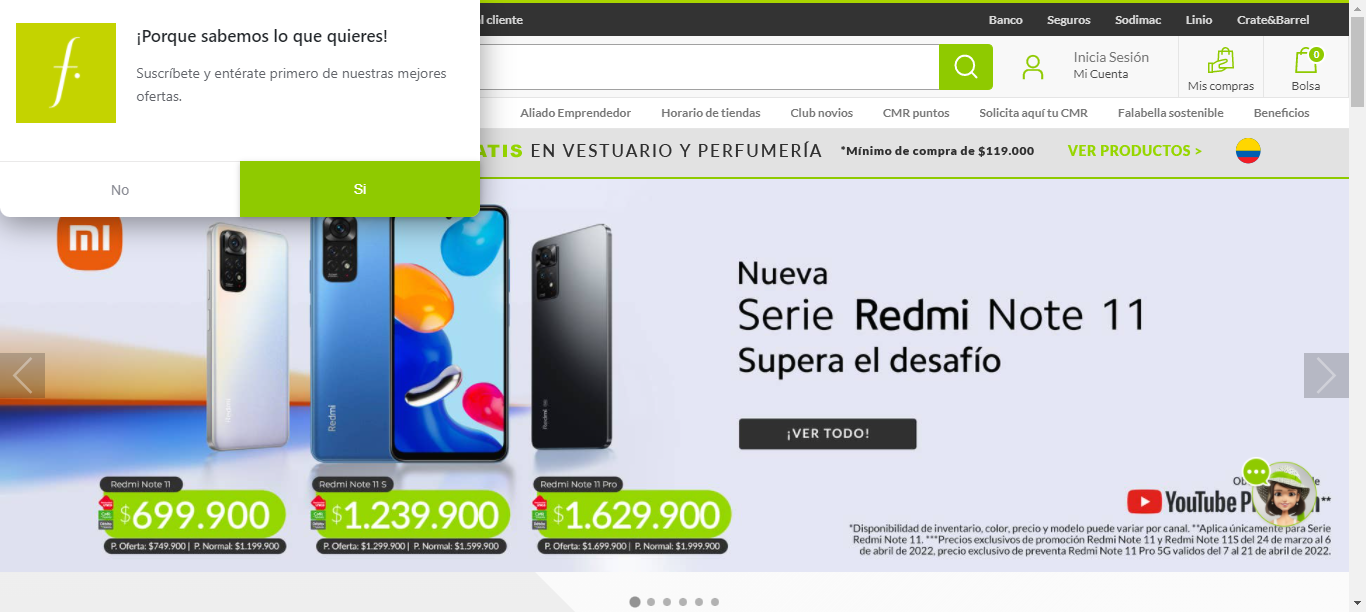 ¡Porque sabemos lo que quieres!
Suscríbete y entérate primero de nuestras mejores
ofertas.
No
Si
al cliente
Banco
Seguros
Sodimac
Linio
Crate&Barrel
Inicia Sesión
Mi Cuenta
Mis compras
0
Bolsa
Aliado Emprendedor
Horario de tiendas
Club novios
CMR puntos
Solicita aquí tu CMR
Falabella sostenible
Beneficios
EN VESTUARIO Y PERFUMERÍA
*Mínimo de compra de $119.000
VER PRODUCTOS >
mi
Nueva
Serie Redmi Note 11
Supera el desafío
¡VER TODO!
Redmi
Redmi
Redmi Note 11
$699.900
P. Oferta: $749.900 | P. Normal: $1.199.900
Redmi Note 11 S
$1.239.900
P. Oferta: $1.299.900 | P. Normal: $1.599.900
Redmi Note 11 Pro
$1.629.900
P. Oferta: $1.699.900 | P. Normal: $1.999.900
YouTube
**
*Disponibilidad de inventario, color, precio y modelo puede variar por canal. **Aplica únicamente para Serie
Redmi Note 11. ***Precios exclusivos de promoción Redmi Note 11 y Redmi Note 11S del 24 de marzo al 6
de abril de 2022, precio exclusivo de preventa Redmi Note 11 Pro 5G validos del 7 al 21 de abril de 2022.